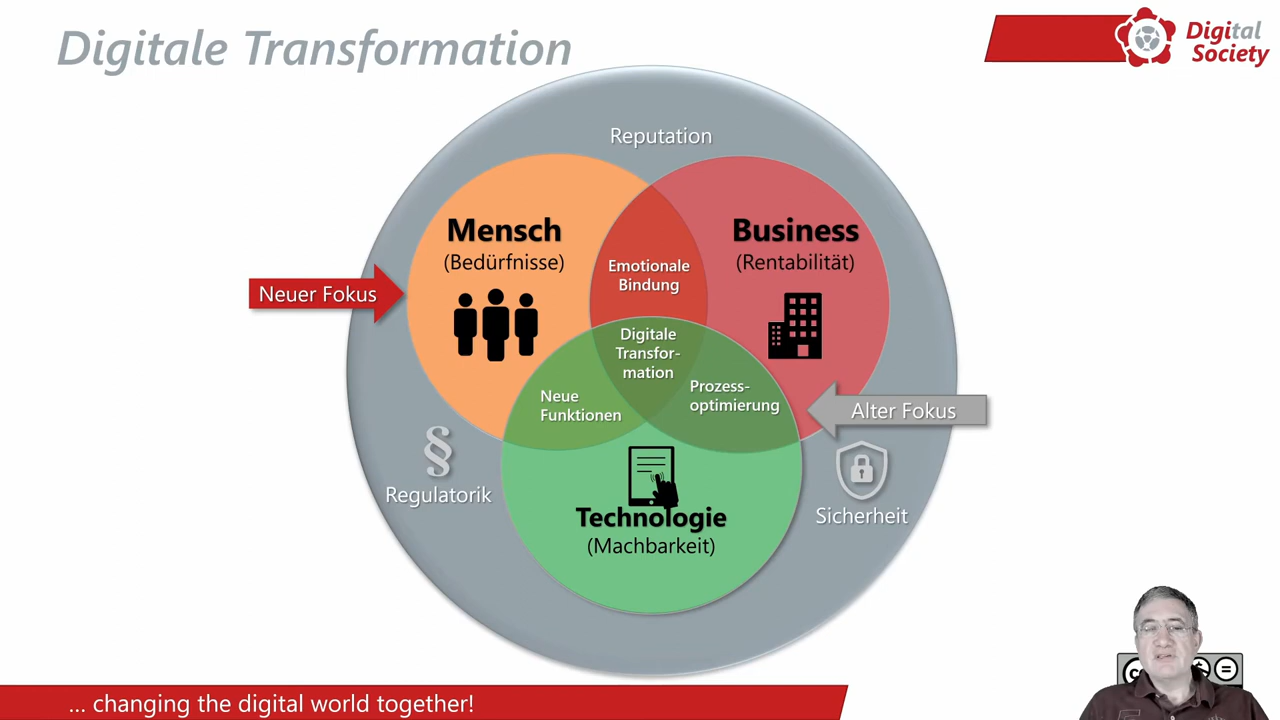 Digitale Transformation
Digital
Society
Reputation
Mensch
(Bedürfnisse)
Business
(Rentabilität)
Emotionale
Bindung
Neuer Fokus
Digitale
Transfor-
mation
Neue
Funktionen
Prozess-
optimierung
Alter Fokus
§
Regulatorik
Sicherheit
Technologie
(Machbarkeit)
... changing the digital world together!